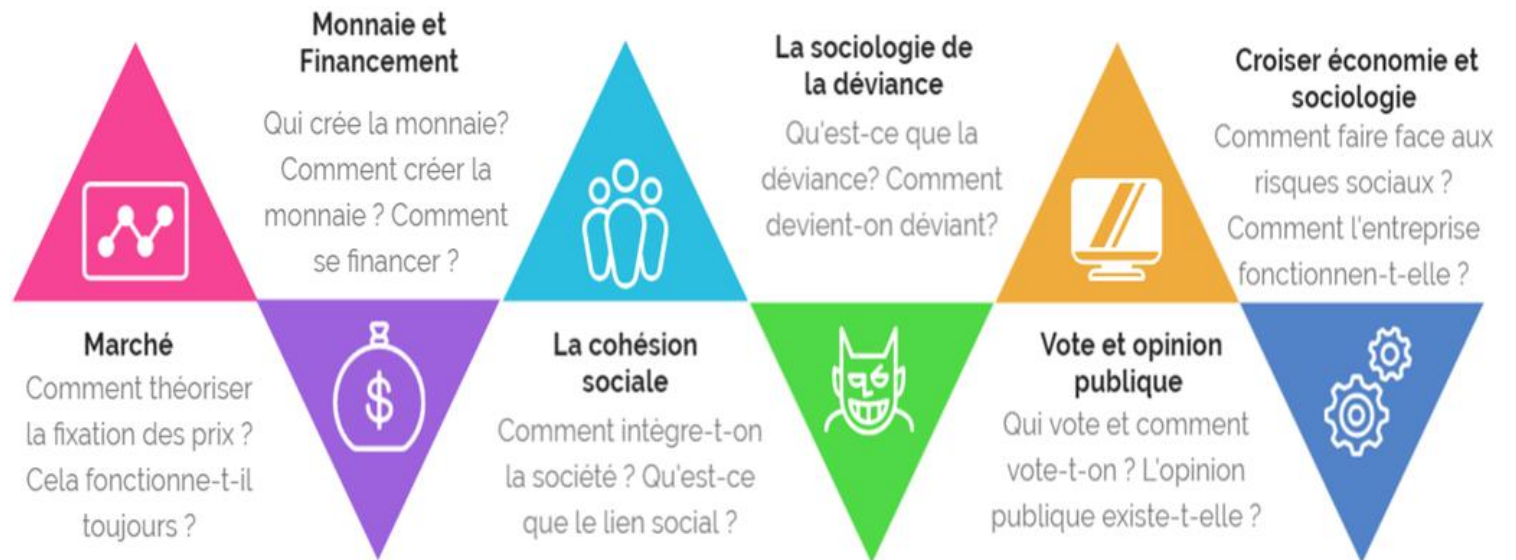 Marché
Comment théoriser
la fixation des prix ?
Cela fonctionne-t-il
toujours ?
Monnaie et
Financement
Qui crée la monnaie?
Comment créer la
monnaie ? Comment
se financer ?
$
La cohésion
sociale
Comment intègre-t-on
la société ? Qu'est-ce
que le lien social ?
La sociologie de
la déviance
Qu'est-ce que la
déviance? Comment
devient-on déviant?
Vote et opinion
publique
Qui vote et comment
vote-t-on ? L'opinion
publique existe-t-elle ?
Croiser économie et
sociologie
Comment faire face aux
risques sociaux ?
Comment l'entreprise
fonctionnen-t-elle ?